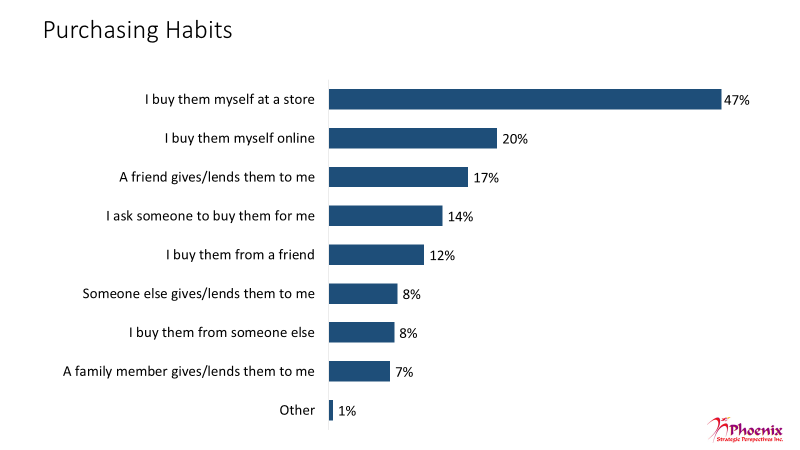 Purchasing Habits
I buy them myself at a store 47%
I buy them myself online 20%
A friend gives/lends them to me 17%
I ask someone to buy them for me 14%
I buy them from a friend 12%
Someone else gives/lends them to me 8%
I buy them from someone else 8%
A family member gives/lends them to me 7%
Other 1%
Phoenix
Strategic Perspectives Inc.